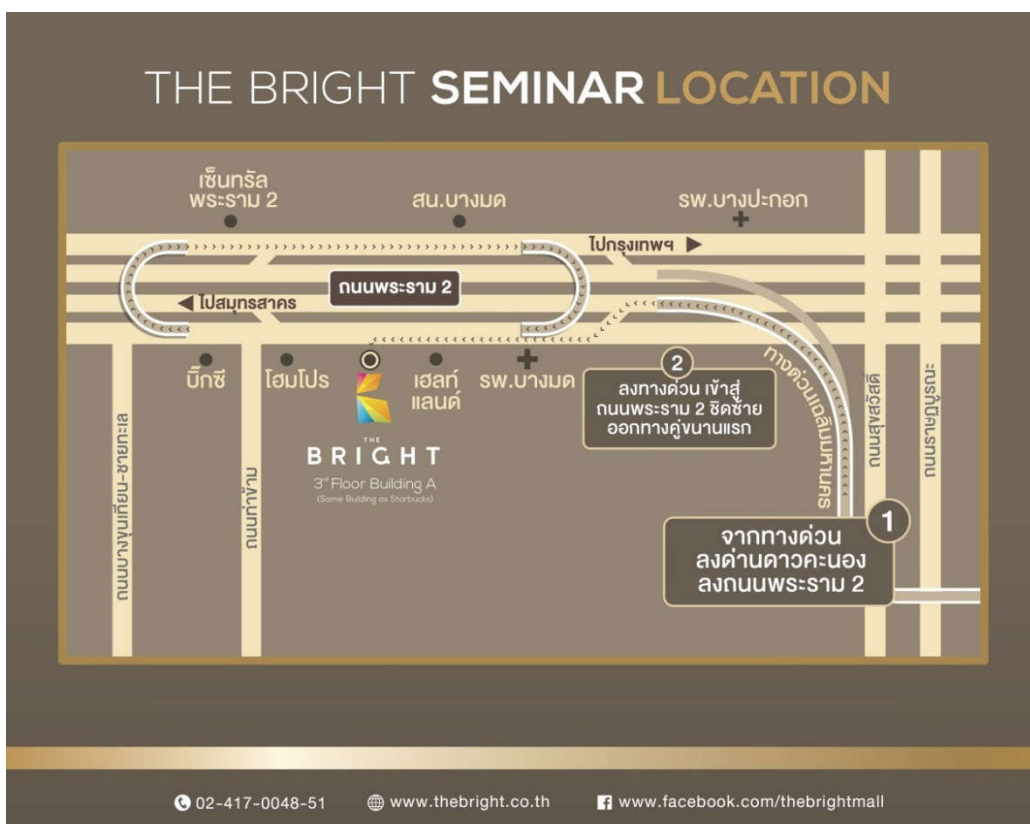 THE BRIGHT SEMINAR LOCATION
เซ็นทรัล
พระราม 2
สน.บางมด
รพ.บางปะกอก
ไปกรุงเทพฯ
ถนนพระราม 2
ไปสมุทรสาคร
บิ๊กซี
โฮมโปร
เฮลท์
แลนด์
รพ.บางมด
2
ลงทางด่วน เข้าสู่
ถนนพระราม 2 ชิดซ้าย
ออกทางคู่ขนานแรก
ทางด่วนเฉลิมมหานคร
ถนนสุขสวัสดิ์
ถนนราษฎร์บูรณะ
THE
BRIGHT
3rd Floor Building A
(Same Building as Starbucks)
ถนนบางขุนเทียน-ชายทะเล
ถนนท่าข้าม
1
จากทางด่วน
ลงด่านดาวคะนอง
ลงถนนพระราม 2
02-417-0048-51
www.thebright.co.th
www.facebook.com/thebrightmall